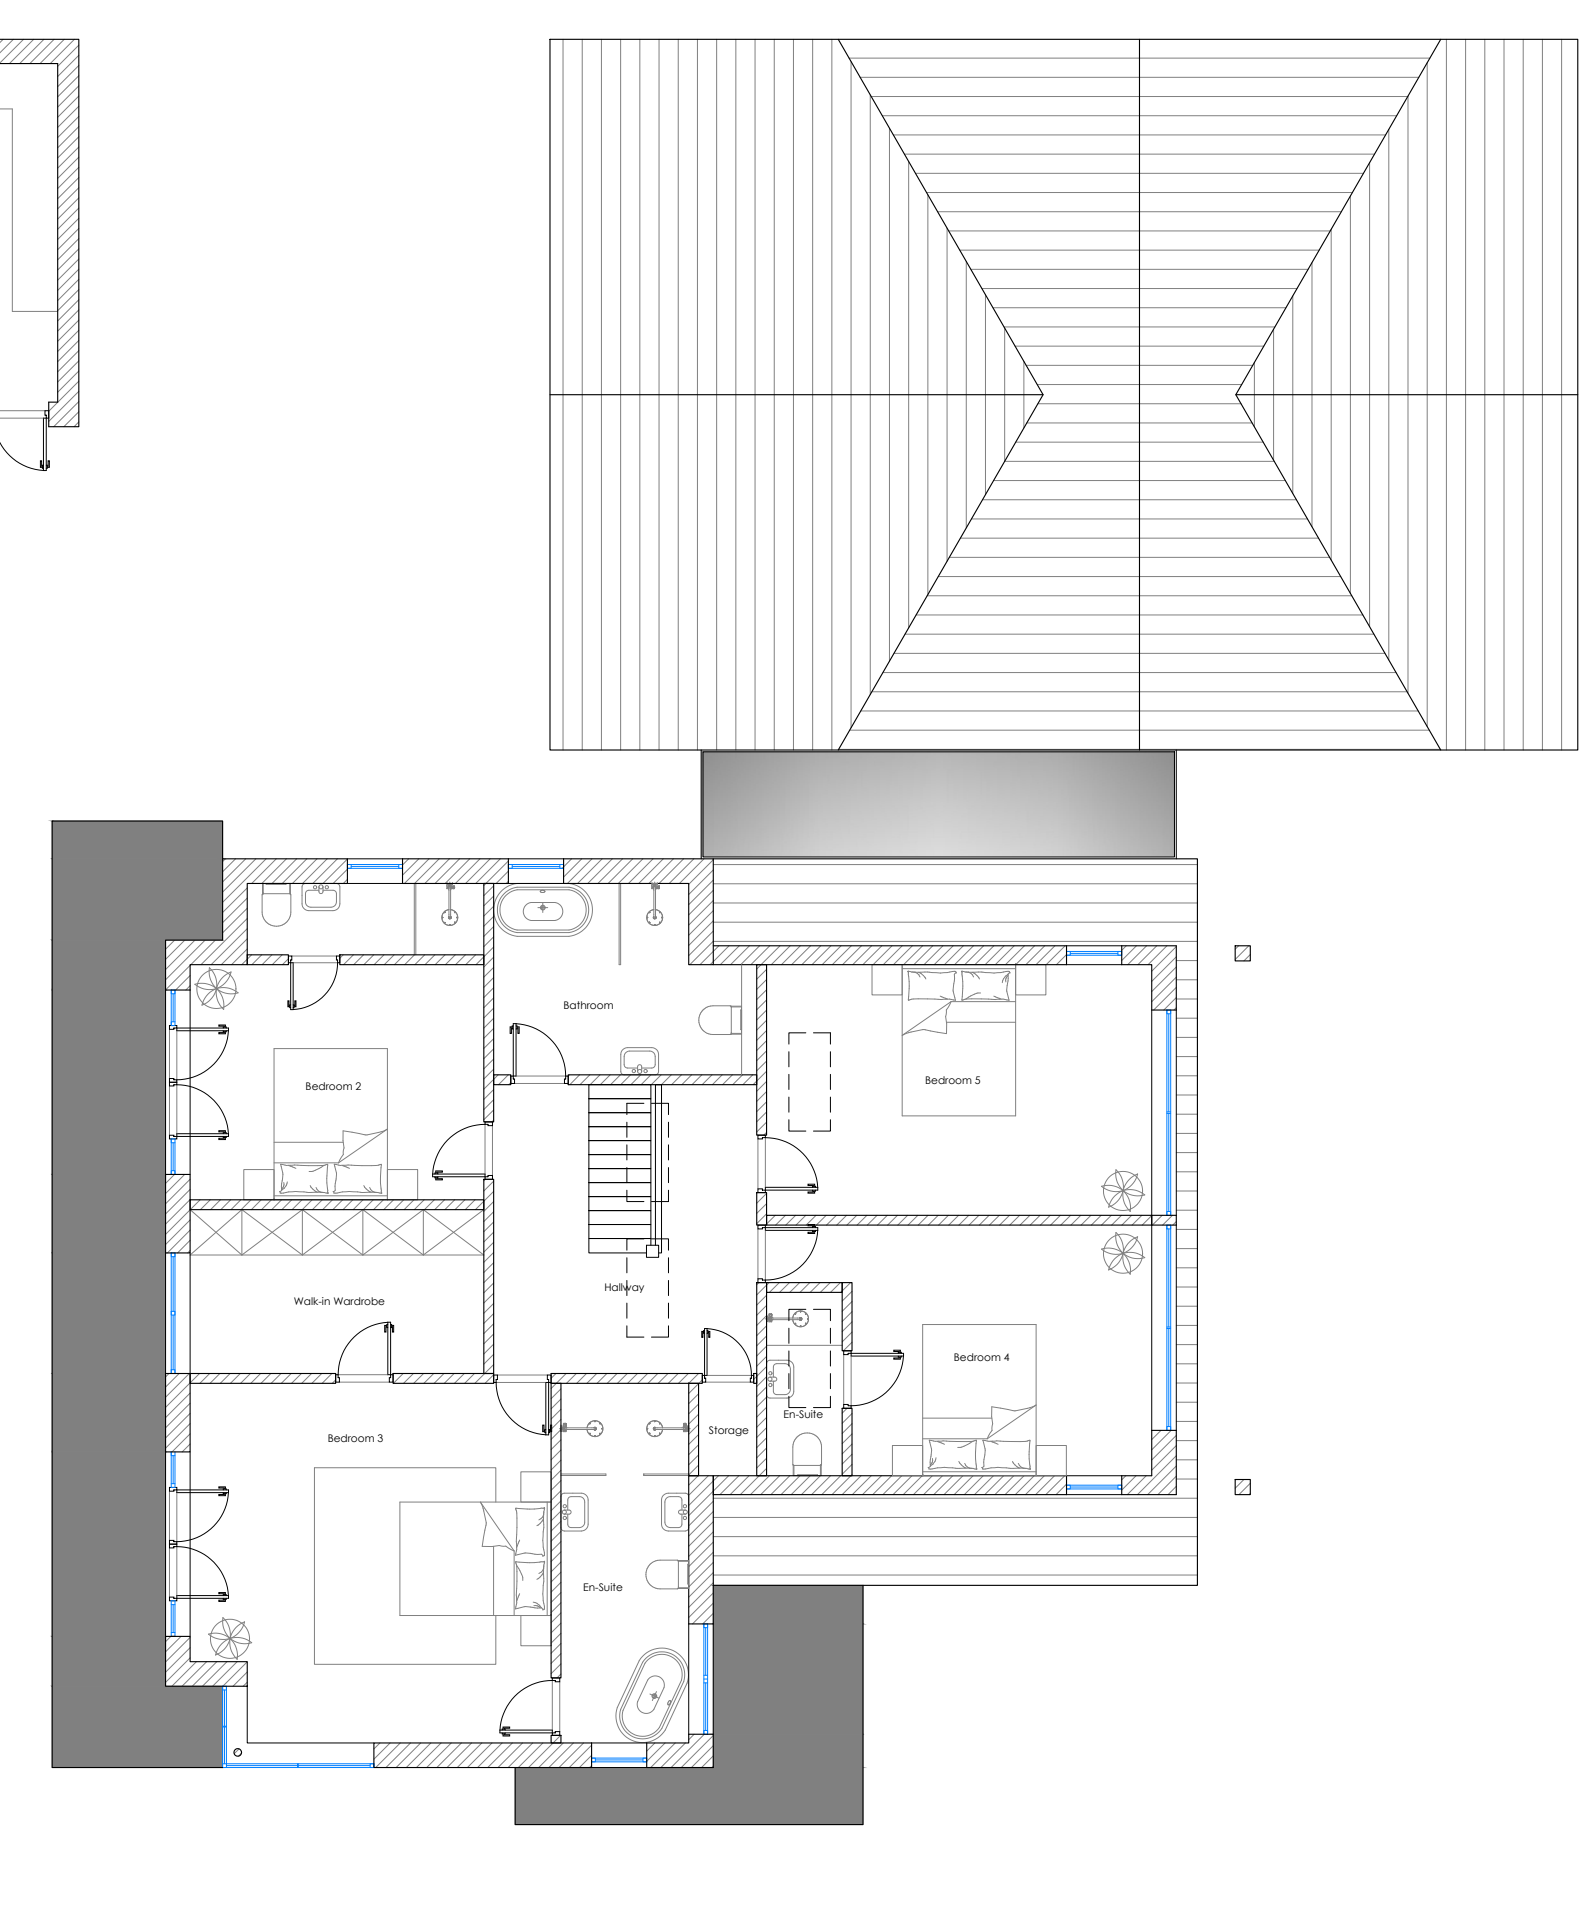 Bathroom
Bedroom 5
Bedroom 2
Hallway
Walk-in Wardrobe
Bedroom 4
En-Suite
Storage
Bedroom 3
En-Suite